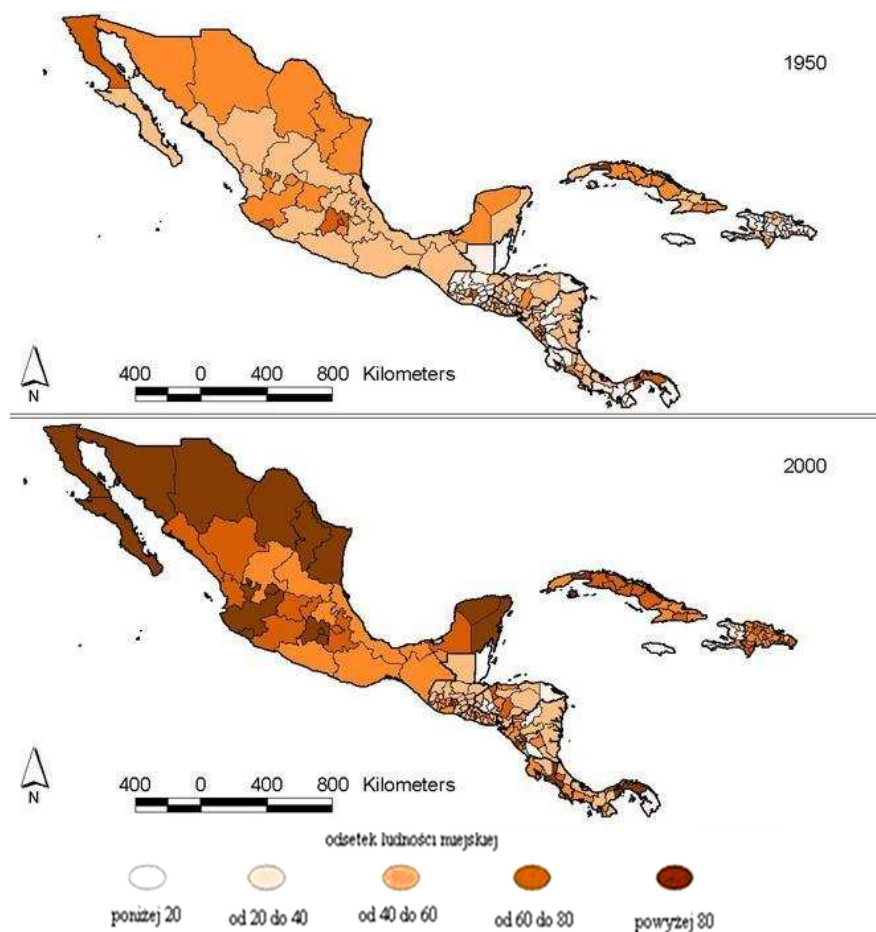 1950
N
400 0 400 800 Kilometers
2000
N
400 0 400 800 Kilometers
odsetek ludności miejskiej
poniżej 20 od 20 do 40 od 40 do 60 od 60 do 80 powyżej 80